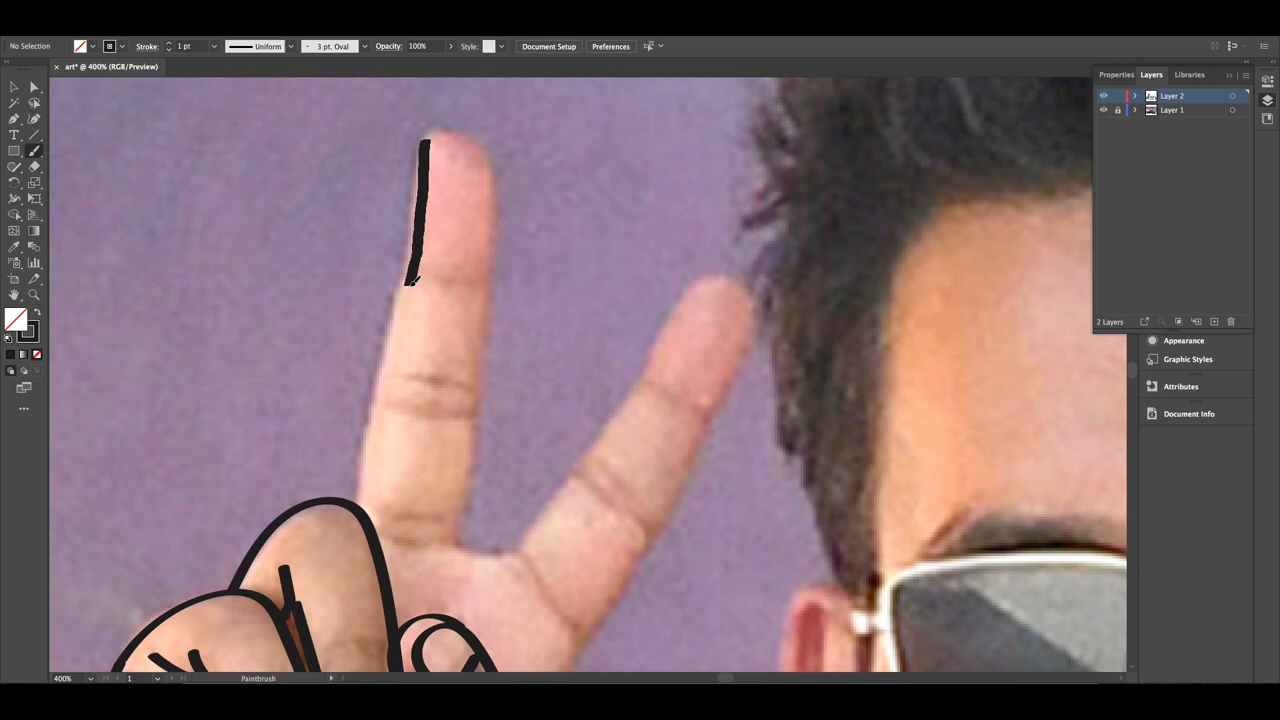 No Selection Stroke: 1 pt Uniform 3 pt. Oval Opacity: 100% Style: Document Setup Preferences
× art* @ 400% (RGB/Preview)
Properties Layers Libraries
Layer 2
Layer 1
2 Layers
Appearance
Graphic Styles
Attributes
Document Info
400% 1 Paintbrush